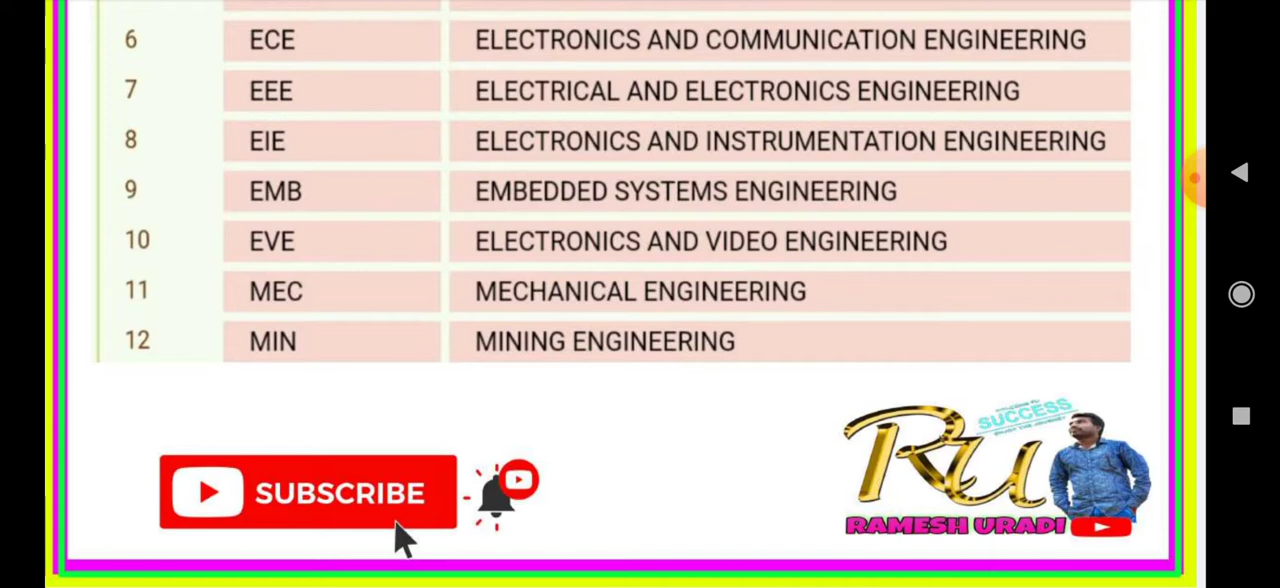 6 ECE ELECTRONICS AND COMMUNICATION ENGINEERING
7 EEE ELECTRICAL AND ELECTRONICS ENGINEERING
8 EIE ELECTRONICS AND INSTRUMENTATION ENGINEERING
9 EMB EMBEDDED SYSTEMS ENGINEERING
10 EVE ELECTRONICS AND VIDEO ENGINEERING
11 MEC MECHANICAL ENGINEERING
12 MIN MINING ENGINEERING
SUCCESS
Ru
SUBSCRIBE
RAMESH URADI